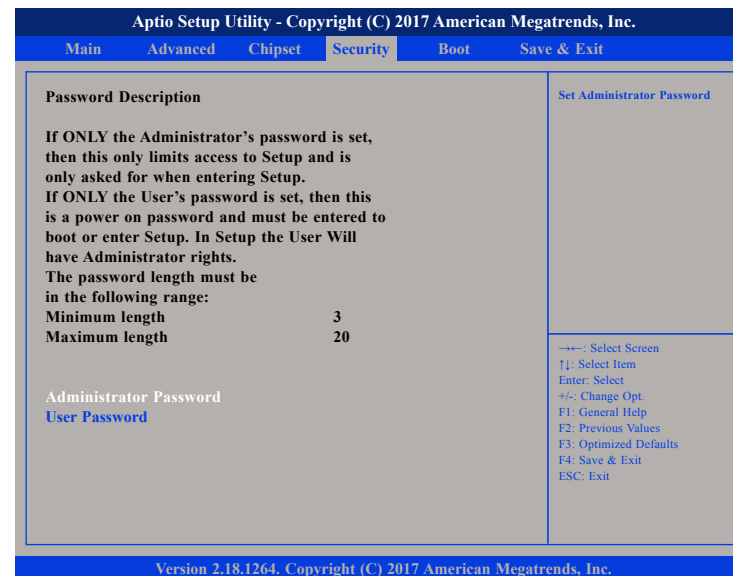 Aptio Setup Utility - Copyright (C) 2017 American Megatrends, Inc.
Main Advanced Chipset Security Boot Save & Exit
Password Description
If ONLY the Administrator's password is set,
then this only limits access to Setup and is
only asked for when entering Setup.
If ONLY the User's password is set, then this
is a power on password and must be entered to
boot or enter Setup. In Setup the User Will
have Administrator rights.
The password length must be
in the following range:
Minimum length 3
Maximum length 20
Administrator Password
User Password
Set Administrator Password
→←: Select Screen
↑↓: Select Item
Enter: Select
+/-: Change Opt.
F1: General Help
F2: Previous Values
F3: Optimized Defaults
F4: Save & Exit
ESC: Exit
Version 2.18.1264. Copyright (C) 2017 American Megatrends, Inc.